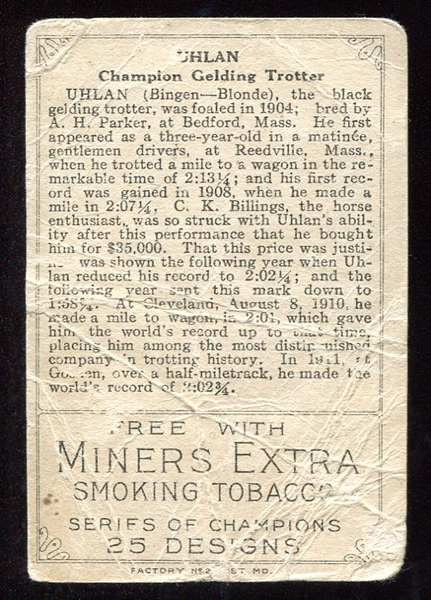 UHLAN
Champion Gelding Trotter
UHLAN (Bingen—Blonde), the black
gelding trotter, was foaled in 1904; bred by
A. H. Parker, at Bedford, Mass. He first
appeared as a three-year-old in a matinée,
gentlemen drivers, at Reedville, Mass.,
when he trotted a mile to a wagon in the re-
markable time of 2:13¼; and his first rec-
ord was gained in 1908, when he made a
mile in 2:07¼. C. K. Billings, the horse
enthusiast, was so struck with Uhlan's abil-
ity after this performance that he bought
him for $35,000. That this price was justi-
was shown the following year when Uh-
lan reduced his record to 2:02¼; and the
following year sent this mark down to
1:58¾. At Cleveland, August 8, 1910, he
made a mile to wagon, in 2:01, which gave
him the world's record up to that time,
placing him among the most distinguished
company in trotting history. In 1911, at
Goshen, over a half-miletrack, he made the
world's record of 2:02¾.
FREE WITH
MINERS EXTRA
SMOKING TOBACCO
SERIES OF CHAMPIONS
25 DESIGNS
FACTORY Nº 2 ST. MD.